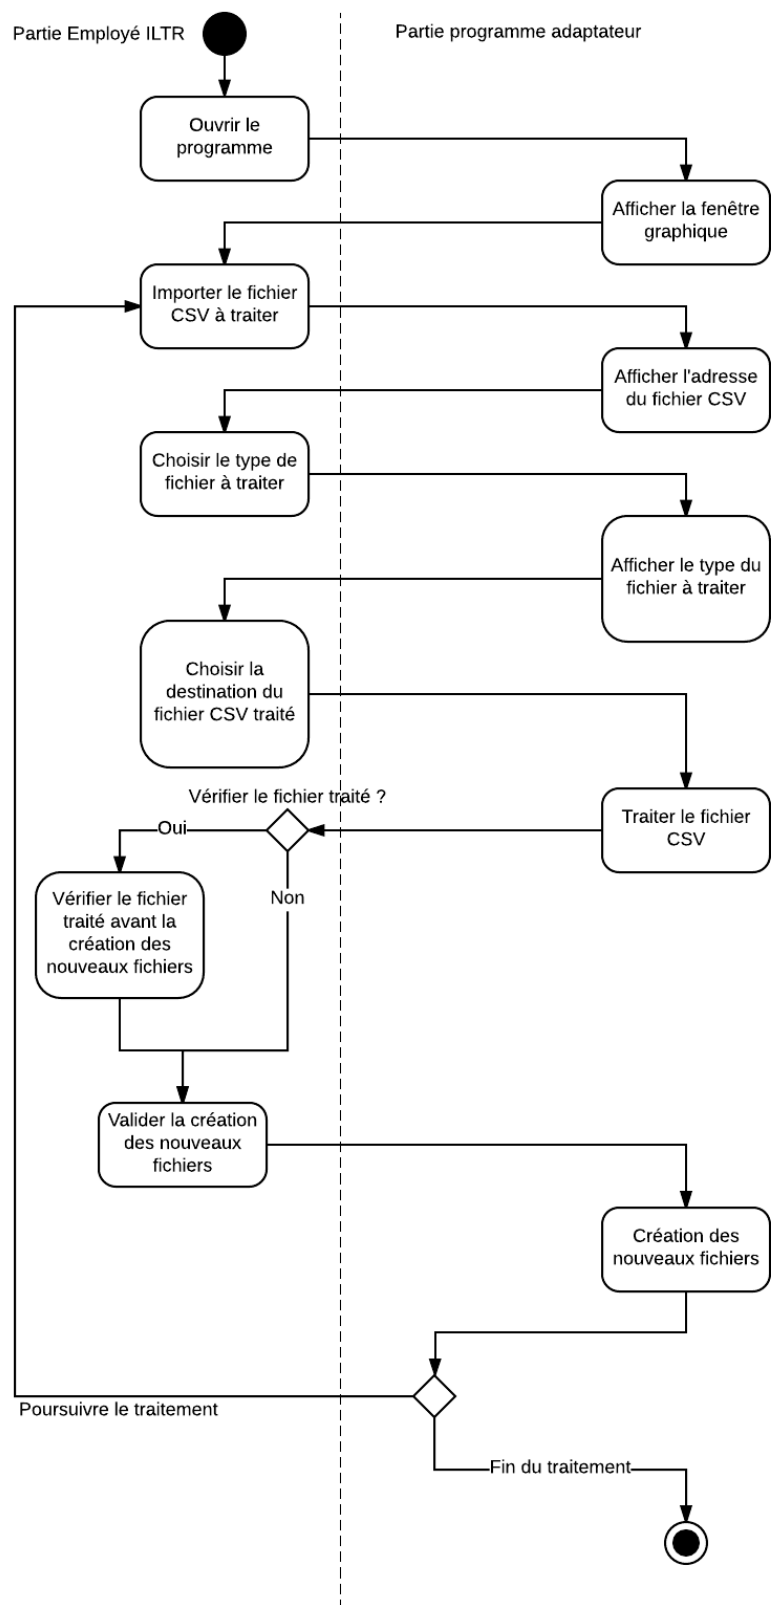 Partie Employé ILTR
Partie programme adaptateur
Ouvrir le
programme
Afficher la fenêtre
graphique
Importer le fichier
CSV à traiter
Afficher l'adresse
du fichier CSV
Choisir le type de
fichier à traiter
Afficher le type du
fichier à traiter
Choisir la
destination du
fichier CSV traité
Traiter le fichier
CSV
Vérifier le fichier traité ?
Oui
Non
Vérifier le fichier
traité avant la
création des
nouveaux fichiers
Valider la création
des nouveaux
fichiers
Création des
nouveaux fichiers
Poursuivre le traitement
Fin du traitement